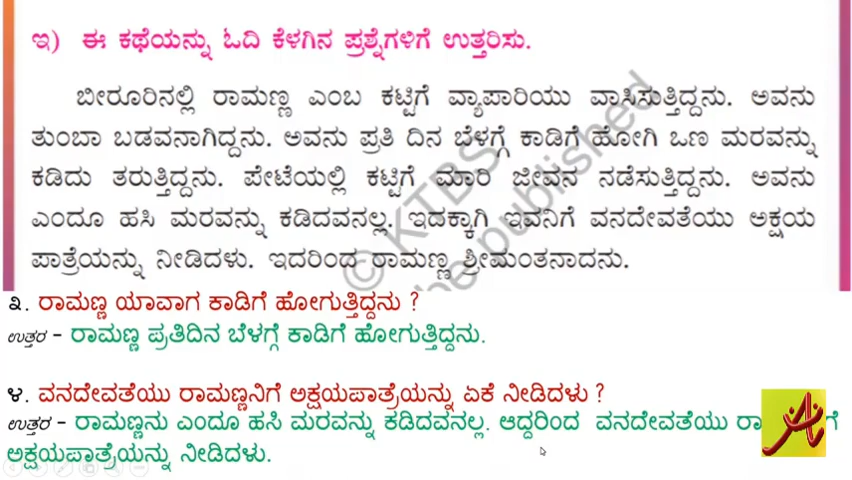 ಇ) ಈ ಕಥೆಯನ್ನು ಓದಿ ಕೆಳಗಿನ ಪ್ರಶ್ನೆಗಳಿಗೆ ಉತ್ತರಿಸು.
ಬೀರೂರಿನಲ್ಲಿ ರಾಮಣ್ಣ ಎಂಬ ಕಟ್ಟಿಗೆ ವ್ಯಾಪಾರಿಯು ವಾಸಿಸುತ್ತಿದ್ದನು. ಅವನು
ತುಂಬಾ ಬಡವನಾಗಿದ್ದನು. ಅವನು ಪ್ರತಿ ದಿನ ಬೆಳಗ್ಗೆ ಕಾಡಿಗೆ ಹೋಗಿ ಒಣ ಮರವನ್ನು
ಕಡಿದು ತರುತ್ತಿದ್ದನು. ಪೇಟೆಯಲ್ಲಿ ಕಟ್ಟಿಗೆ ಮಾರಿ ಜೀವನ ನಡೆಸುತ್ತಿದ್ದನು. ಅವನು
ಎಂದೂ ಹಸಿ ಮರವನ್ನು ಕಡಿದವನಲ್ಲ. ಇದಕ್ಕಾಗಿ ಇವನಿಗೆ ವನದೇವತೆಯು ಅಕ್ಷಯ
ಪಾತ್ರೆಯನ್ನು ನೀಡಿದಳು. ಇದರಿಂದ ರಾಮಣ್ಣ ಶ್ರೀಮಂತನಾದನು.
© KTBS
be published
೩. ರಾಮಣ್ಣ ಯಾವಾಗ ಕಾಡಿಗೆ ಹೋಗುತ್ತಿದ್ದನು ?
ಉತ್ತರ - ರಾಮಣ್ಣ ಪ್ರತಿದಿನ ಬೆಳಗ್ಗೆ ಕಾಡಿಗೆ ಹೋಗುತ್ತಿದ್ದನು.
೪. ವನದೇವತೆಯು ರಾಮಣ್ಣನಿಗೆ ಅಕ್ಷಯಪಾತ್ರೆಯನ್ನು ಏಕೆ ನೀಡಿದಳು ?
ಉತ್ತರ - ರಾಮಣ್ಣನು ಎಂದೂ ಹಸಿ ಮರವನ್ನು ಕಡಿದವನಲ್ಲ. ಆದ್ದರಿಂದ ವನದೇವತೆಯು
ಅಕ್ಷಯಪಾತ್ರೆಯನ್ನು ನೀಡಿದಳು.